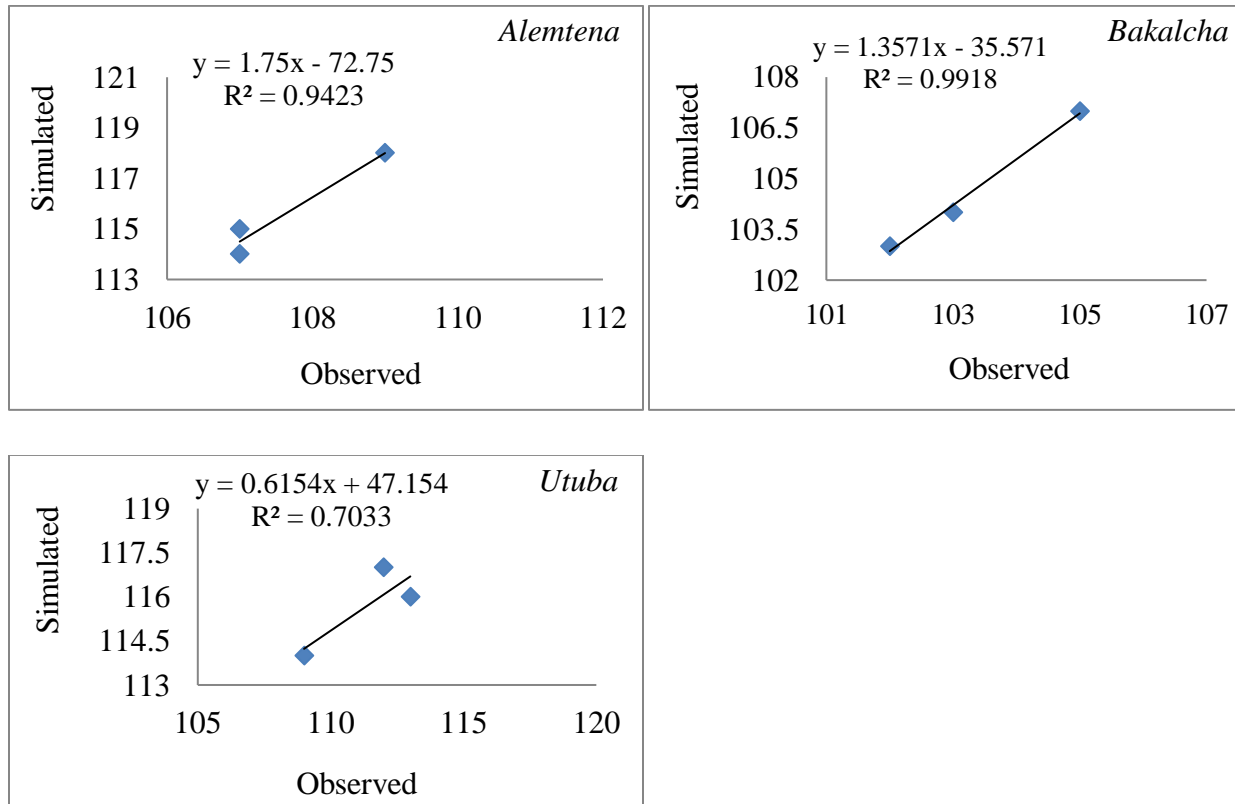 Alemtena
y = 1.75x - 72.75
R² = 0.9423
Simulated
121
119
117
115
113
106 108 110 112
Observed
Bakalcha
y = 1.3571x - 35.571
R² = 0.9918
Simulated
108
106.5
105
103.5
102
101 103 105 107
Observed
Utuba
y = 0.6154x + 47.154
R² = 0.7033
Simulated
119
117.5
116
114.5
113
105 110 115 120
Observed